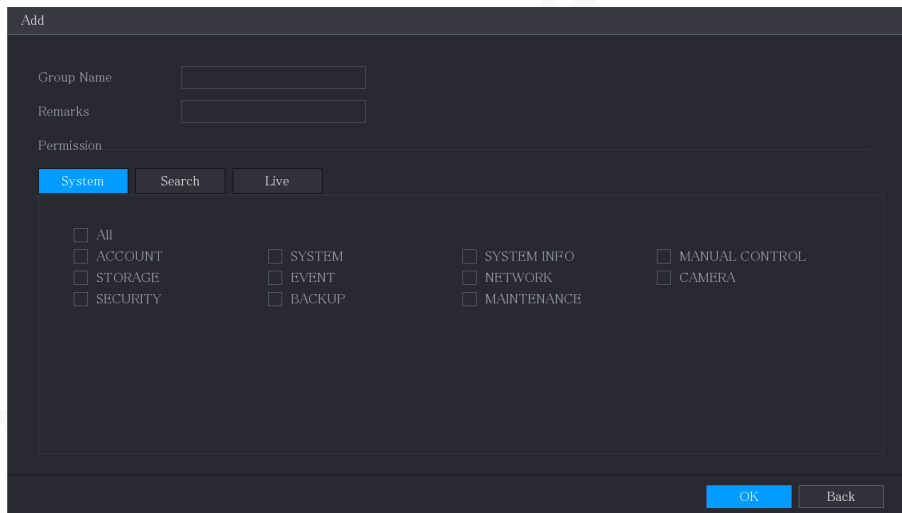 Add
Group Name
Remarks
Permission
System Search Live
All
ACCOUNT SYSTEM SYSTEM INFO MANUAL CONTROL
STORAGE EVENT NETWORK CAMERA
SECURITY BACKUP MAINTENANCE
OK Back